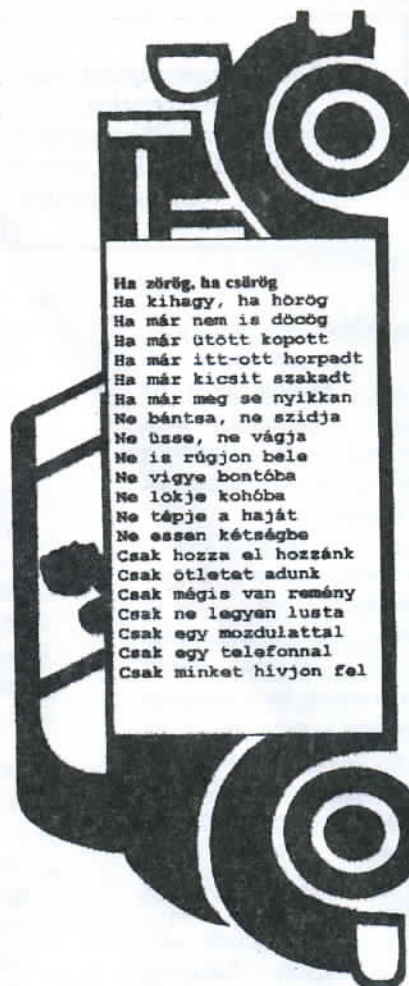 Ha zörög, ha csörög
Ha kihagy, ha hörög
Ha már nem is döcög
Ha már ütött kopott
Ha már itt-ott horpadt
Ha már kicsit szakadt
Ha már meg se nyikkan
Ne bántsa, ne szidja
Ne üsse, ne vágja
Ne is rúgjon bele
Ne vigye bontóba
Ne lökje kohóba
Ne tépje a haját
Ne essen kétségbe
Csak hozza el hozzánk
Csak ötletet adunk
Csak mégis van remény
Csak ne legyen lusta
Csak egy mozdulattal
Csak egy telefonnal
Csak minket hívjon fel